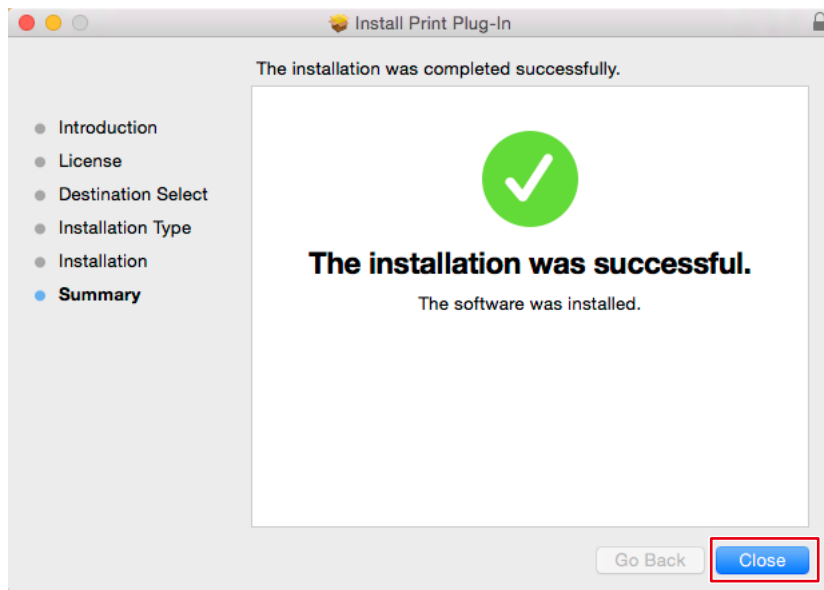 Install Print Plug-In
The installation was completed successfully.
Introduction
License
Destination Select
Installation Type
Installation
Summary
The installation was successful.
The software was installed.
Go Back
Close